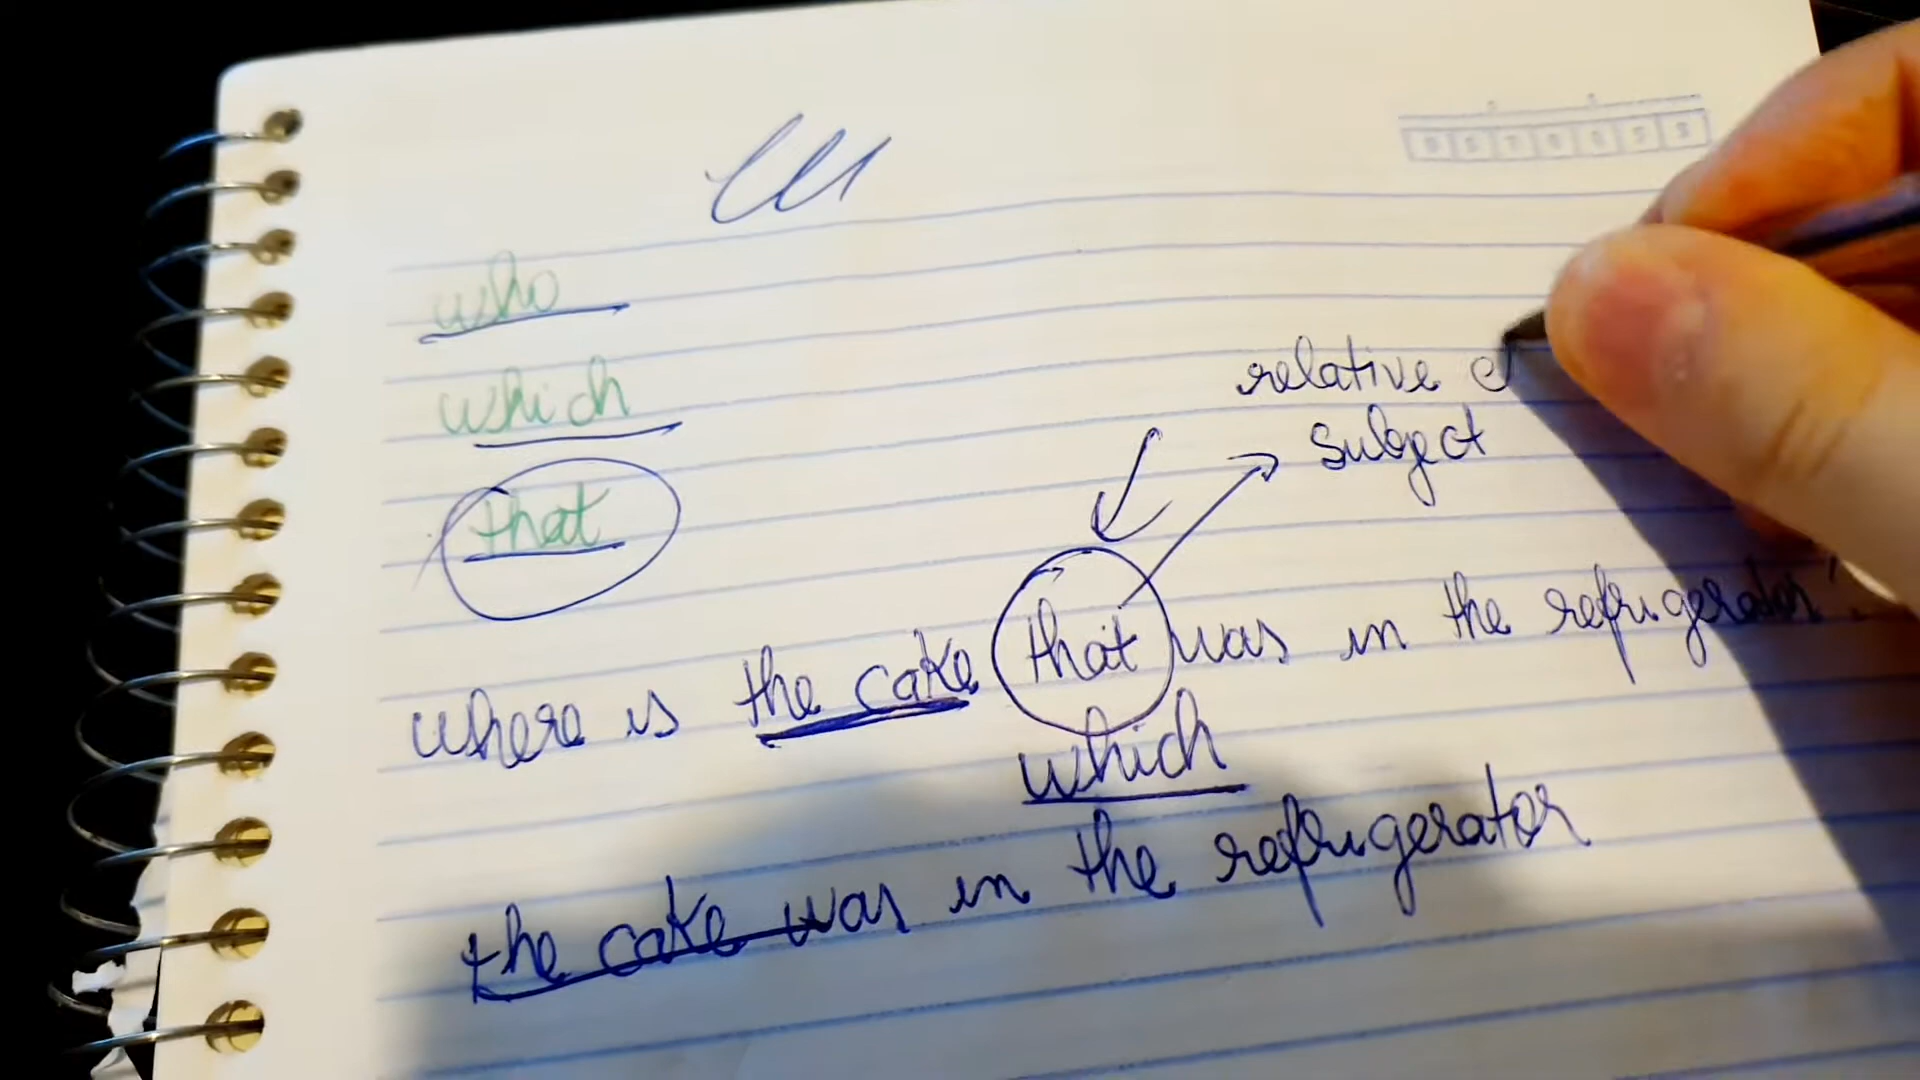 who
which
that
relative c
subject
where is the cake that was in the refrigerator?
which
the cake was in the refrigerator